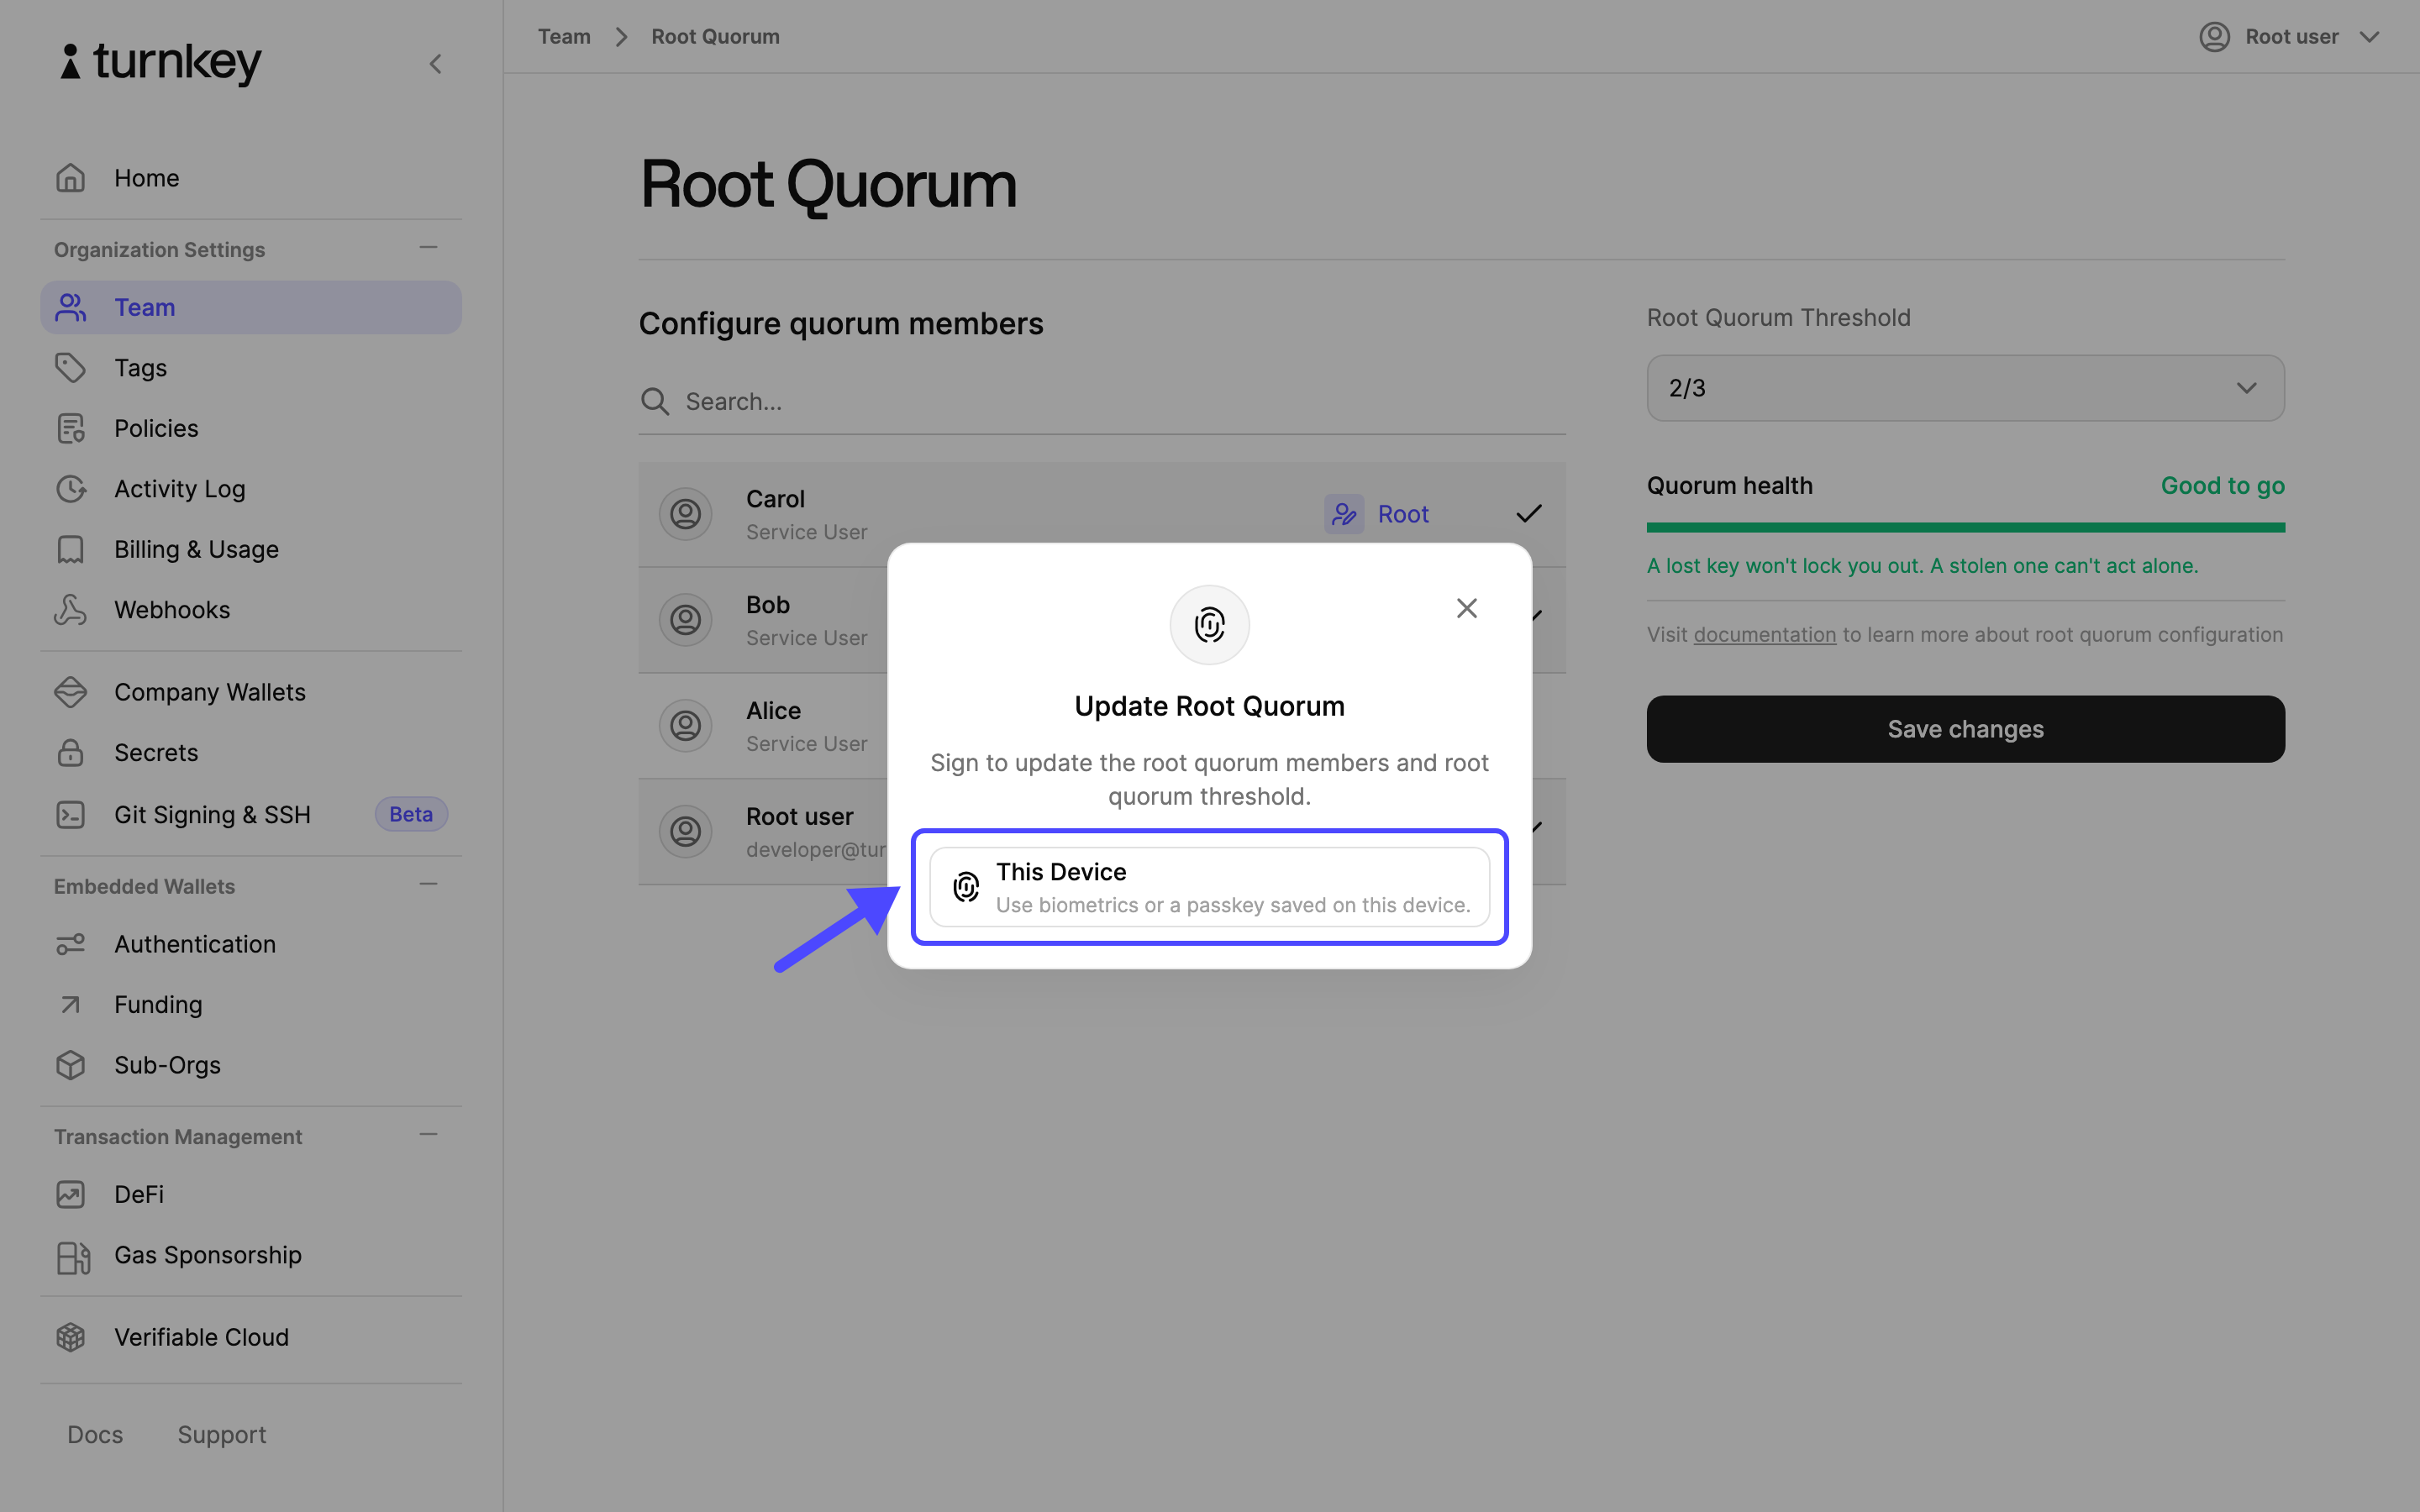 turnkey
Home
Organization Settings
Team
Tags
Policies
Activity Log
Billing & Usage
Webhooks
Company Wallets
Secrets
Git Signing & SSH
Beta
Embedded Wallets
Authentication
Funding
Sub-Orgs
Transaction Management
DeFi
Gas Sponsorship
Verifiable Cloud
Docs
Support
Team
Root Quorum
Root user
Root Quorum
Configure quorum members
Search...
Carol
Service User
Root
Bob
Service User
Alice
Service User
Root user
developer@tur
Root Quorum Threshold
2/3
Quorum health
Good to go
A lost key won't lock you out. A stolen one can't act alone.
Visit documentation to learn more about root quorum configuration
Save changes
Update Root Quorum
Sign to update the root quorum members and root
quorum threshold.
This Device
Use biometrics or a passkey saved on this device.